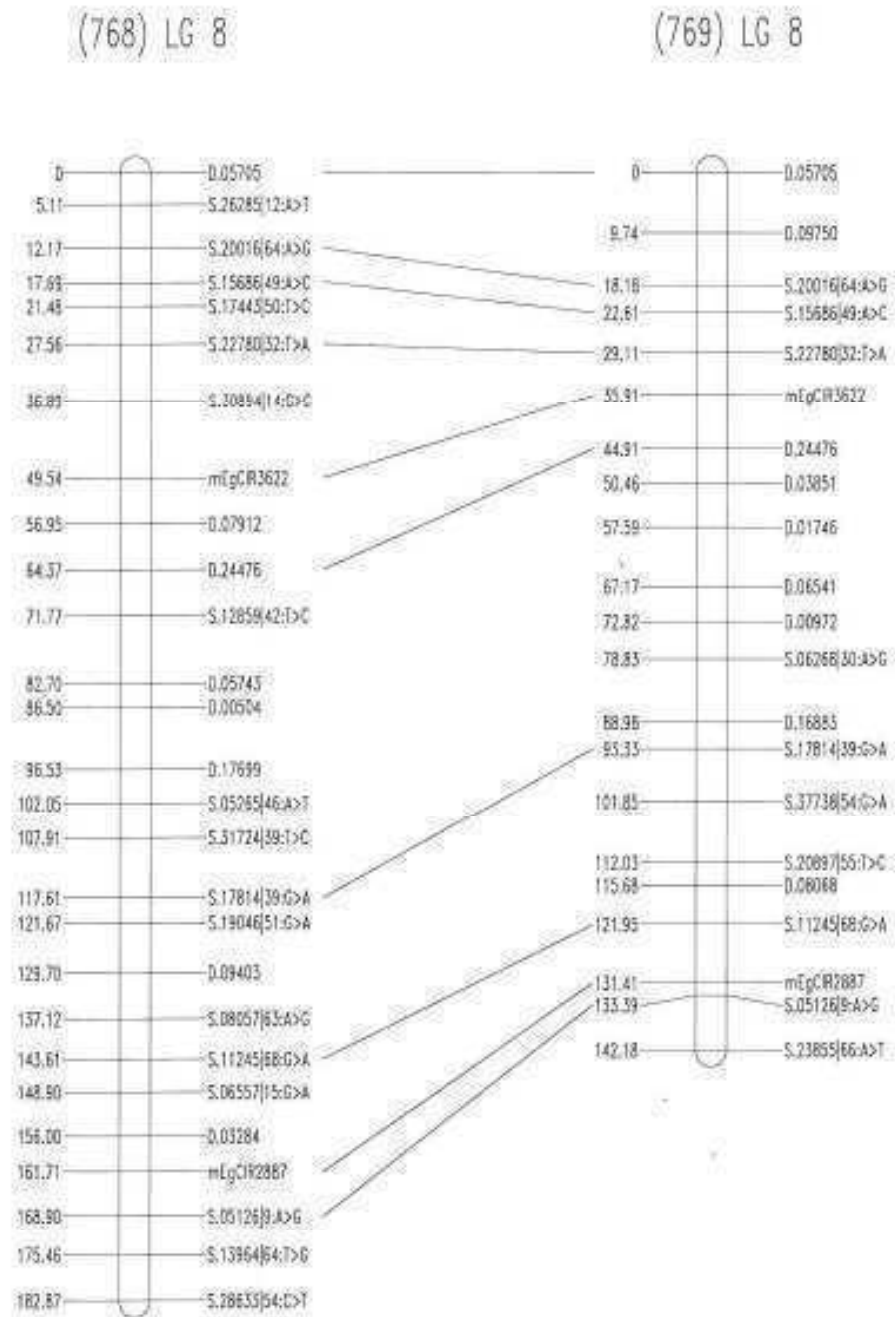 (768) LG 8
0 D.05705
5.11 S.26285|12:A>T
12.17 S.20016|64:A>G
17.69 S.15686|49:A>C
21.48 S.17443|50:T>C
27.56 S.22780|32:T>A
36.89 S.30894|14:G>C
49.54 mEgCIR3622
56.95 D.07912
64.37 D.24476
71.77 S.12859|42:T>C
82.70 D.05743
86.50 D.00504
96.53 D.17699
102.05 S.05265|46:A>T
107.91 S.31724|39:T>C
117.61 S.17814|39:G>A
121.67 S.19046|51:G>A
129.70 D.09403
137.12 S.08057|63:A>G
143.61 S.11245|68:G>A
148.90 S.06557|15:G>A
156.00 D.03284
161.71 mEgCIR2887
168.90 S.05126|9:A>G
175.46 S.13964|64:T>G
182.87 S.28633|54:C>T
(769) LG 8
0 D.05705
9.74 D.09750
18.18 S.20016|64:A>G
22.61 S.15686|49:A>C
29.11 S.22780|32:T>A
35.91 mEgCIR3622
44.91 D.24476
50.46 D.03851
57.59 D.01746
67.17 D.06541
72.82 D.00972
78.83 S.06268|30:A>G
88.96 D.16883
95.33 S.17814|39:G>A
101.85 S.37738|54:G>A
112.03 S.20897|55:T>C
115.68 D.08068
121.95 S.11245|68:G>A
131.41 mEgCIR2887
133.39 S.05126|9:A>G
142.18 S.23855|66:A>T